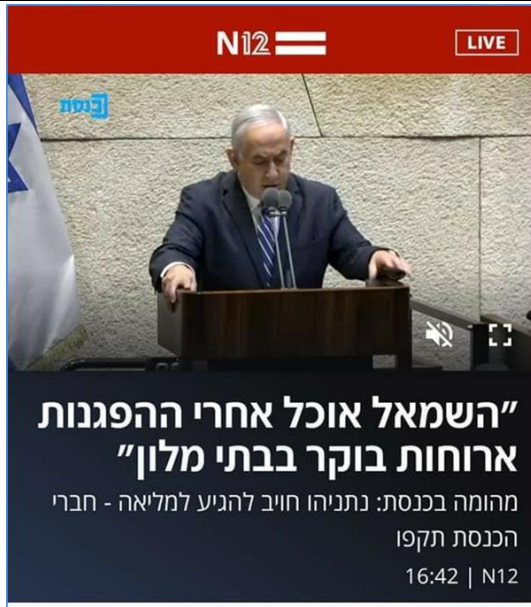 N12
LIVE
כנסת
"השמאל אוכל אחרי ההפגנות
ארוחות בוקר בבתי מלון"
מהומה בכנסת: נתניהו חויב להגיע למליאה - חברי
הכנסת תקפו
16:42 | N12